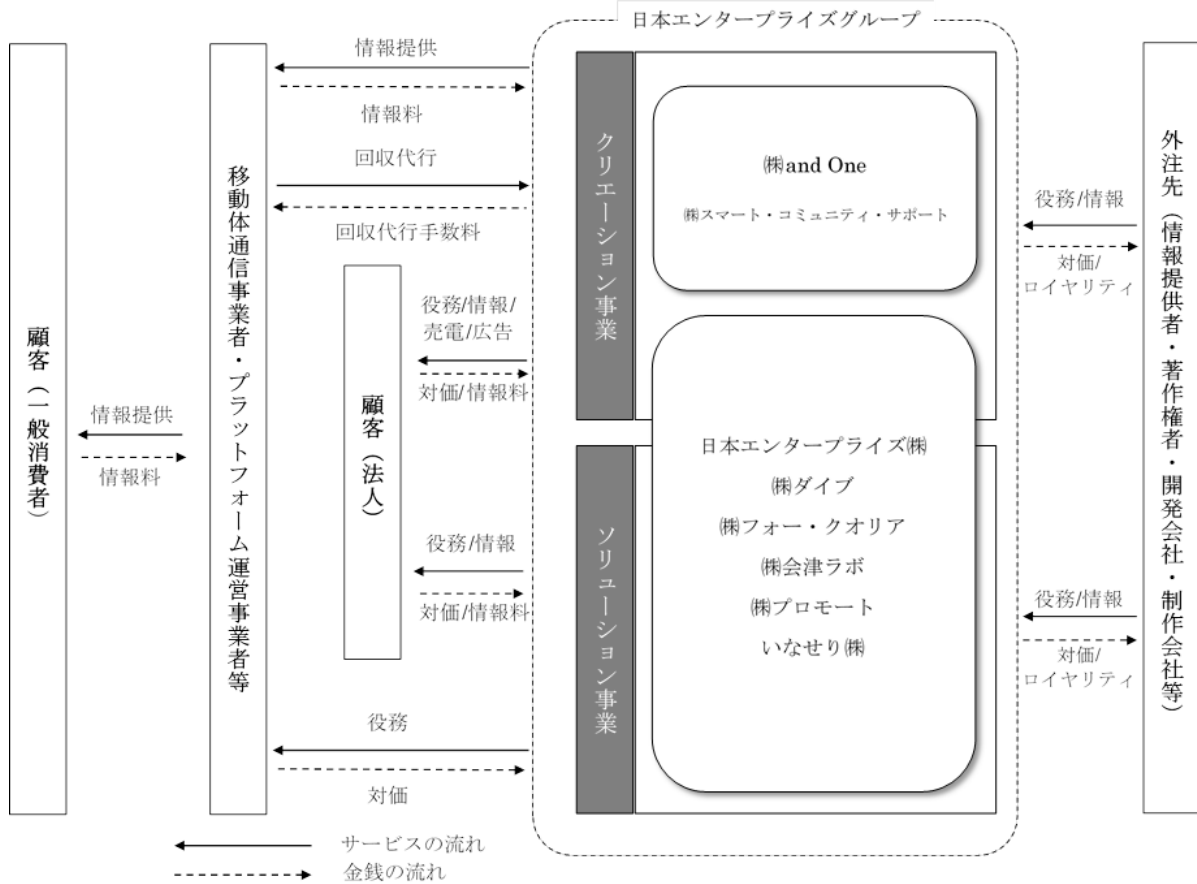 日本エンタープライズグループ
顧客（一般消費者）
情報提供
情報料
移動体通信事業者・プラットフォーム運営事業者等
情報提供
情報料
回収代行
回収代行手数料
顧客（法人）
役務/情報/
売電/広告
対価/情報料
役務/情報
対価/情報料
役務
対価
クリエーション事業
㈱and One
㈱スマート・コミュニティ・サポート
ソリューション事業
日本エンタープライズ㈱
㈱ダイブ
㈱フォー・クオリア
㈱会津ラボ
㈱プロモート
いなせり㈱
役務/情報
対価/
ロイヤリティ
役務/情報
対価/
ロイヤリティ
外注先（情報提供者・著作権者・開発会社・制作会社等）
サービスの流れ
金銭の流れ